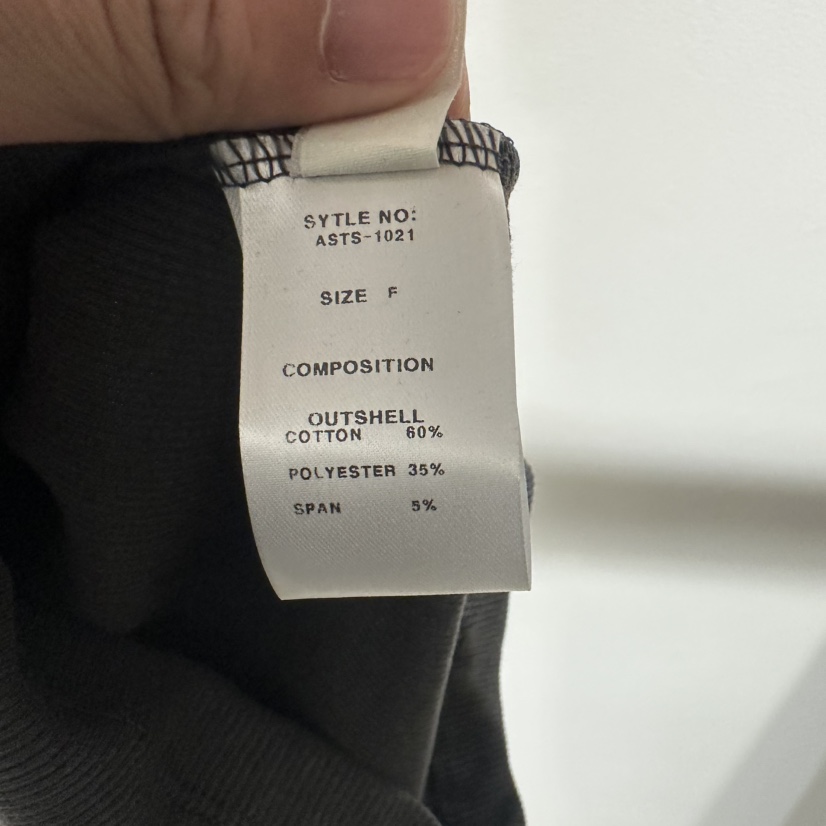 SYTLE NO:
ASTS-1021
SIZE F
COMPOSITION
OUTSHELL
COTTON 60%
POLYESTER 35%
SPAN 5%